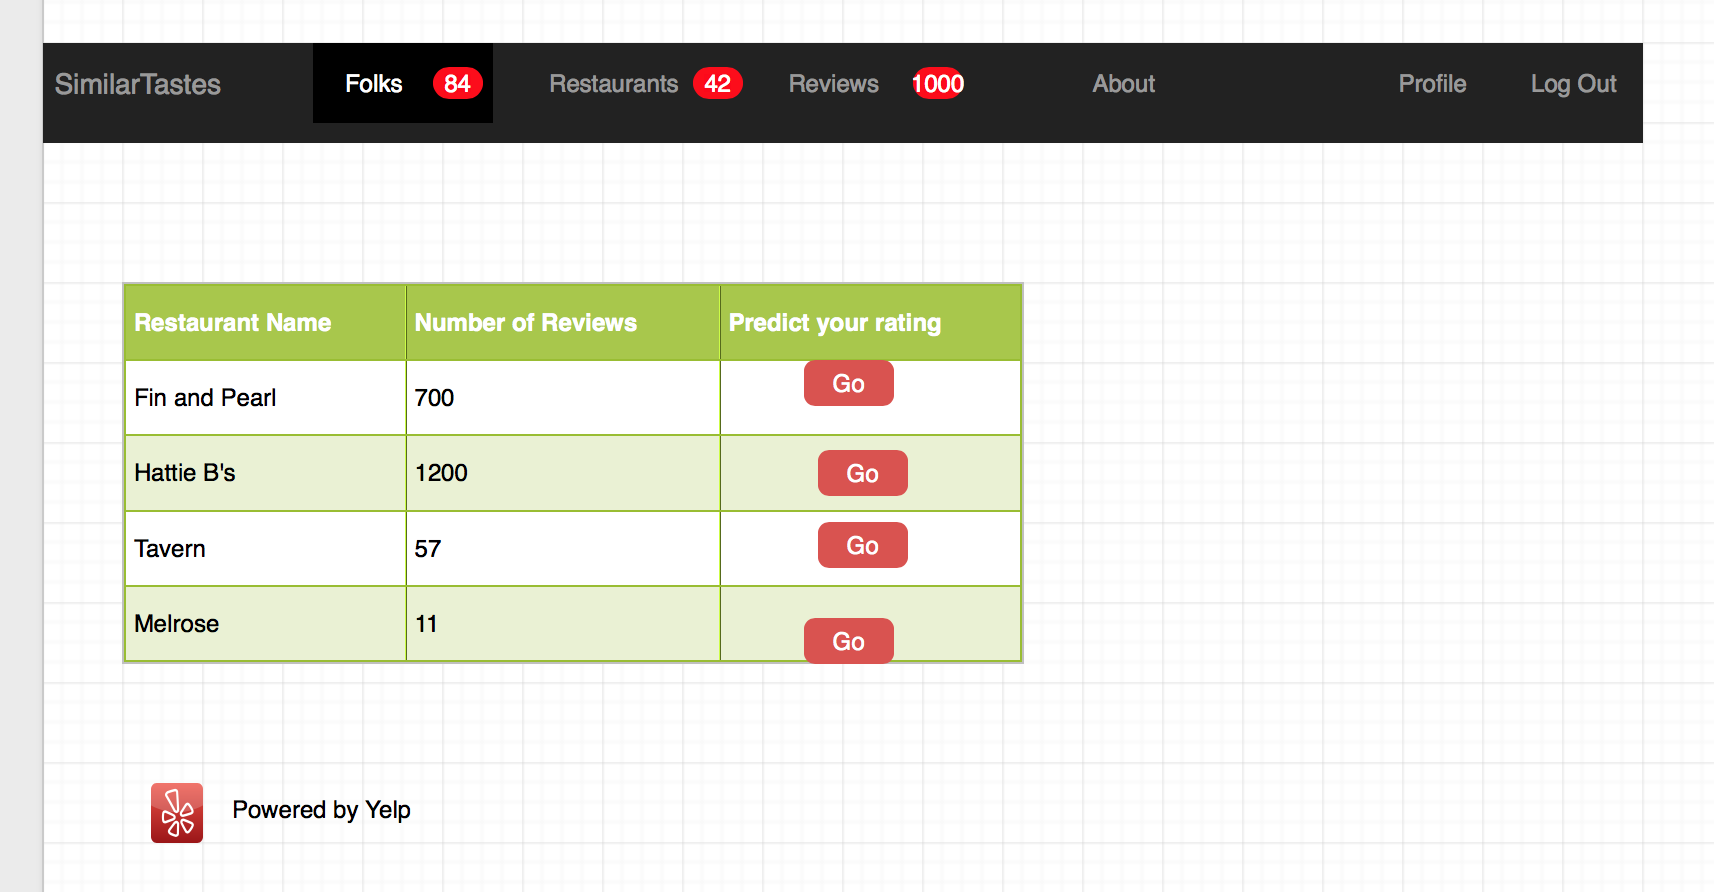 SimilarTastes Folks 84 Restaurants 42 Reviews 1000 About Profile Log Out
Restaurant Name Number of Reviews Predict your rating
Fin and Pearl 700 Go
Hattie B's 1200 Go
Tavern 57 Go
Melrose 11 Go
Powered by Yelp